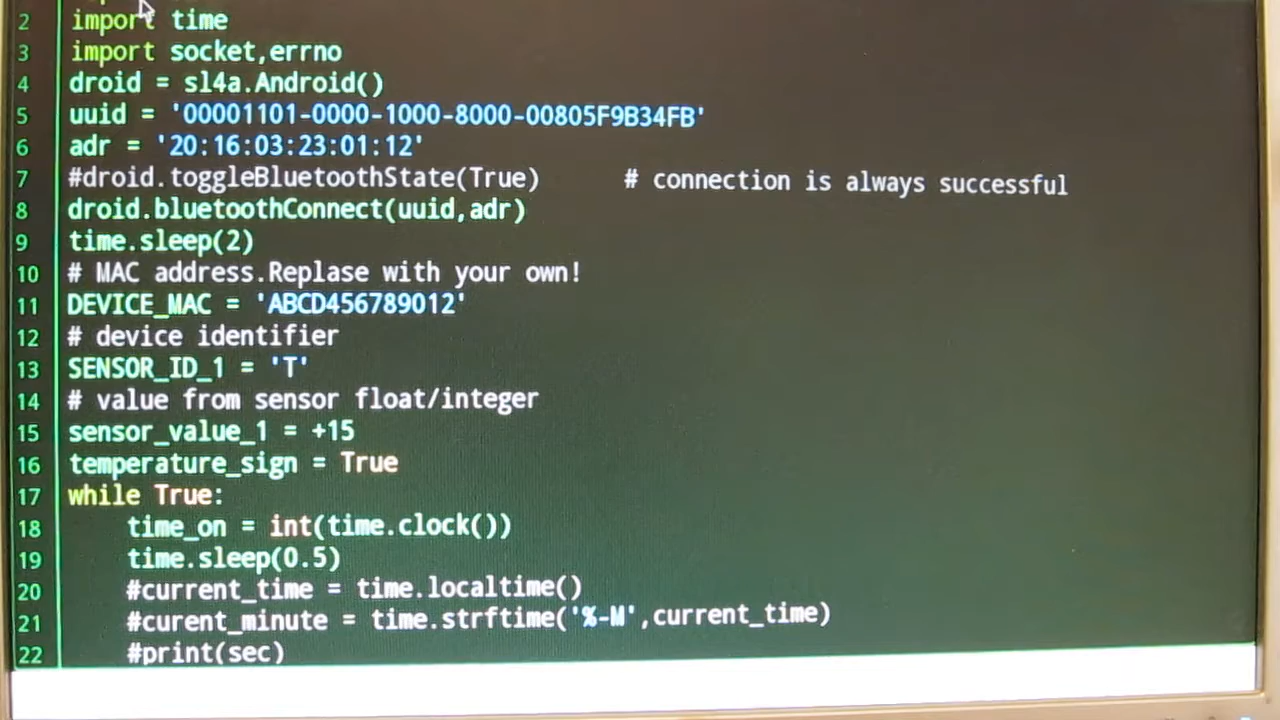 2 import time
3 import socket,errno
4 droid = sl4a.Android()
5 uuid = '00001101-0000-1000-8000-00805F9B34FB'
6 adr = '20:16:03:23:01:12'
7 #droid.toggleBluetoothState(True) # connection is always successful
8 droid.bluetoothConnect(uuid,adr)
9 time.sleep(2)
10 # MAC address.Replase with your own!
11 DEVICE_MAC = 'ABCD456789012'
12 # device identifier
13 SENSOR_ID_1 = 'T'
14 # value from sensor float/integer
15 sensor_value_1 = +15
16 temperature_sign = True
17 while True:
18 time_on = int(time.clock())
19 time.sleep(0.5)
20 #current_time = time.localtime()
21 #curent_minute = time.strftime('%-M',current_time)
22 #print(sec)